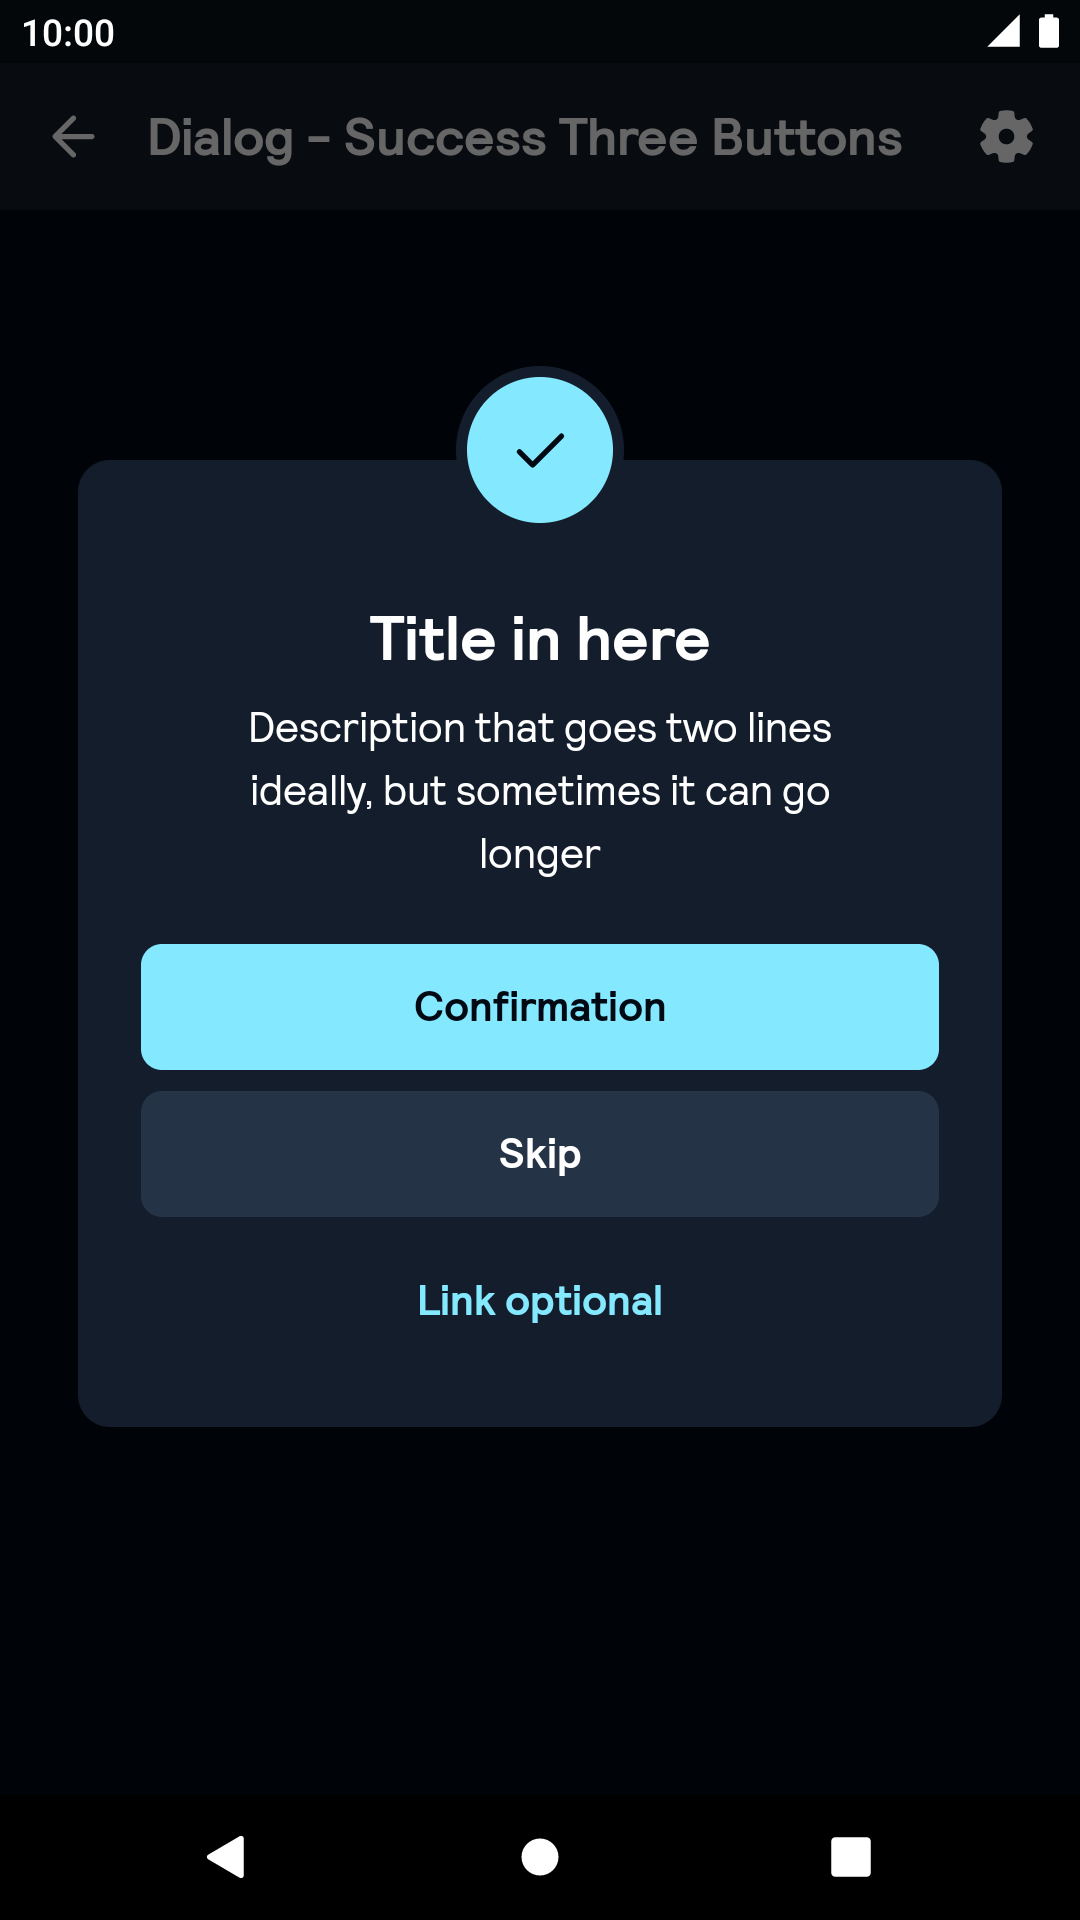 10:00
Dialog - Success Three Buttons
Title in here
Description that goes two lines
ideally, but sometimes it can go
longer
Confirmation
Skip
Link optional